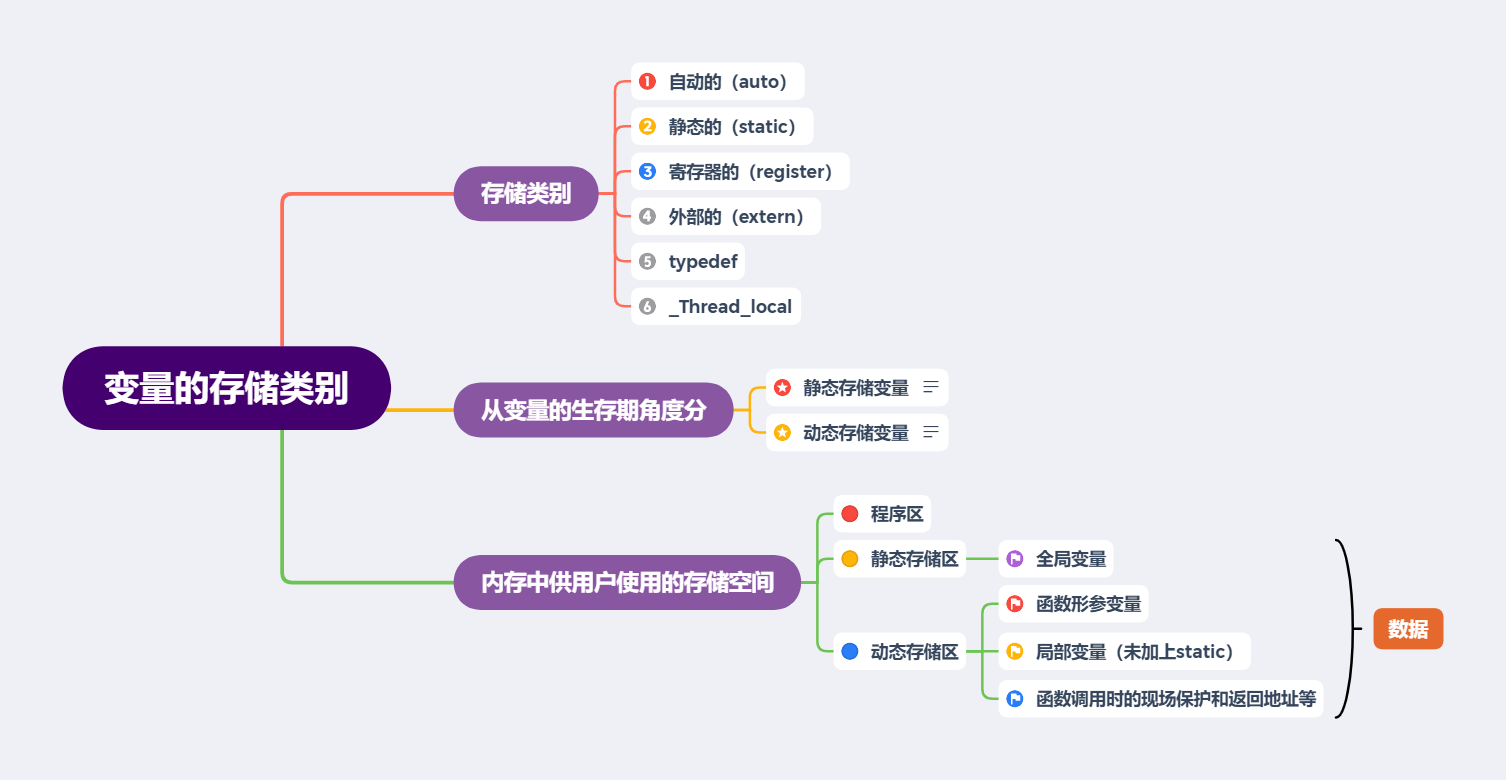 变量的存储类别
存储类别
1 自动的（auto）
2 静态的（static）
3 寄存器的（register）
4 外部的（extern）
5 typedef
6 _Thread_local
从变量的生存期角度分
静态存储变量
动态存储变量
内存中供用户使用的存储空间
程序区
静态存储区
全局变量
动态存储区
函数形参变量
局部变量（未加上static）
函数调用时的现场保护和返回地址等
数据